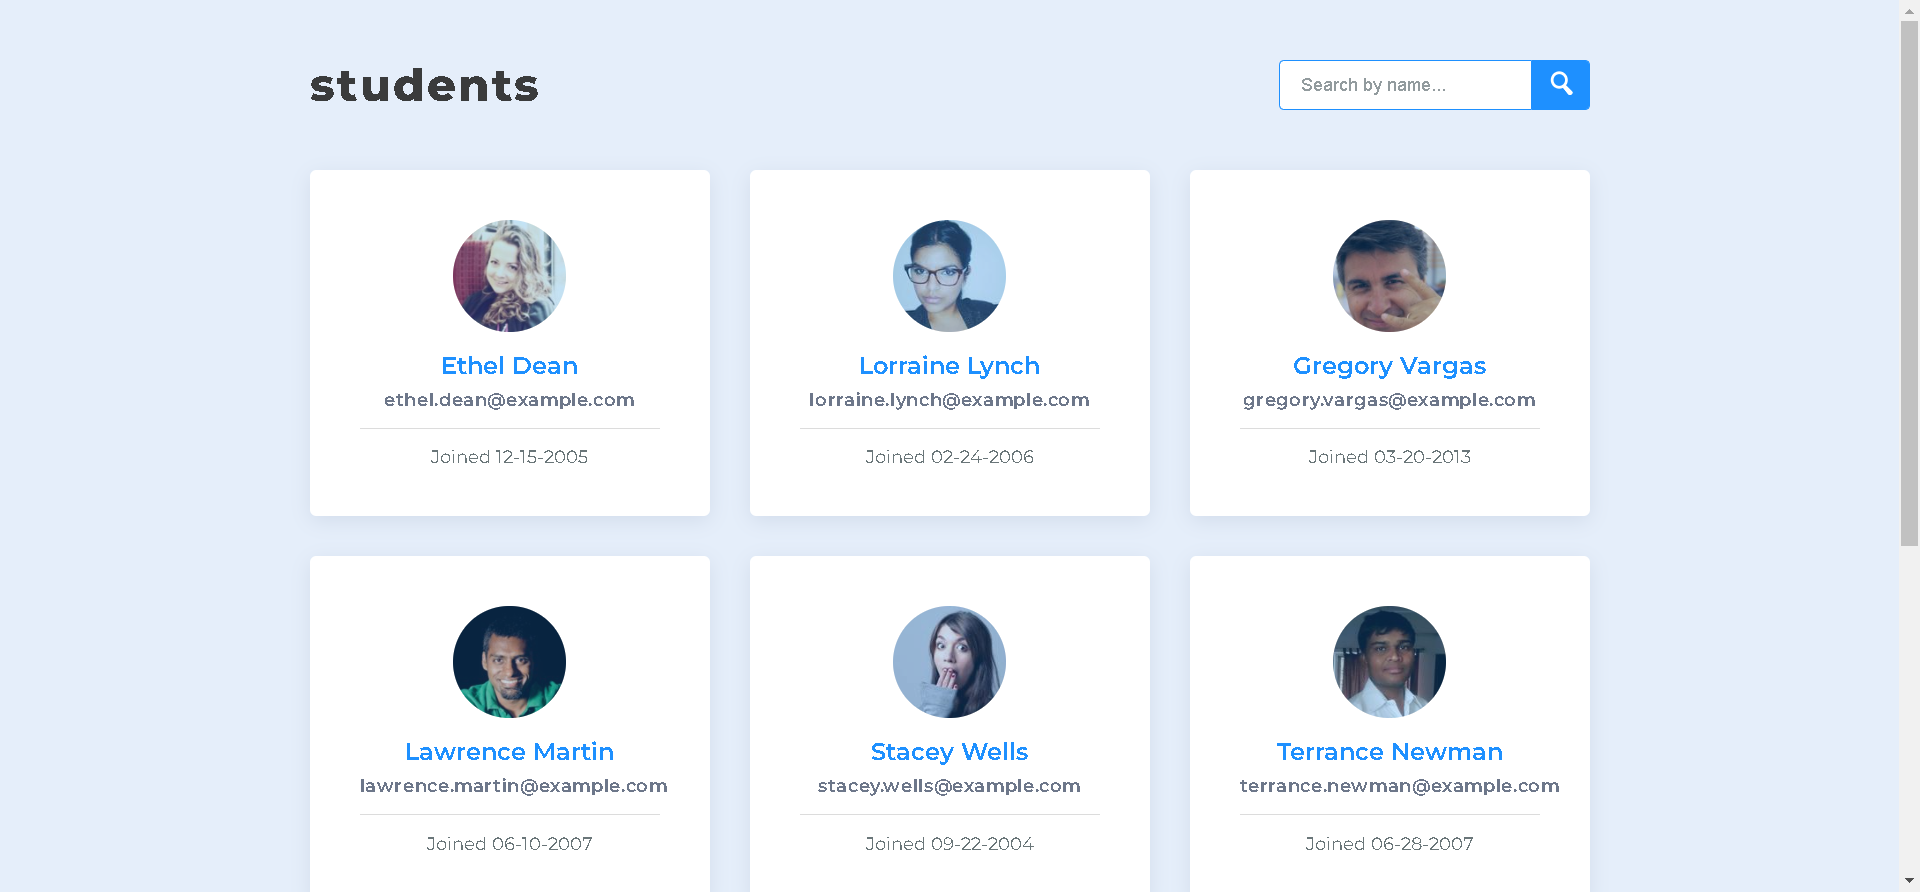 students
Search by name...
Ethel Dean
ethel.dean@example.com
Joined 12-15-2005
Lorraine Lynch
lorraine.lynch@example.com
Joined 02-24-2006
Gregory Vargas
gregory.vargas@example.com
Joined 03-20-2013
Lawrence Martin
lawrence.martin@example.com
Joined 06-10-2007
Stacey Wells
stacey.wells@example.com
Joined 09-22-2004
Terrance Newman
terrance.newman@example.com
Joined 06-28-2007